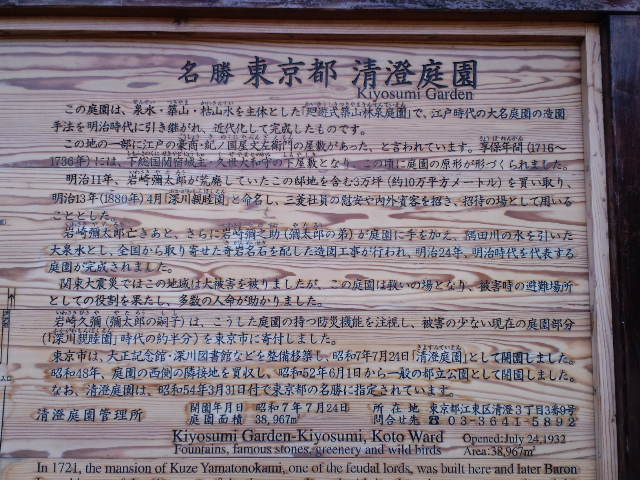 名勝 東京都 清澄庭園
Kiyosumi Garden
この庭園は、泉水・築山・枯山水を主体とした「廻遊式築山林泉庭園」で、江戸時代の大名庭園の造園
手法を明治時代に引き継がれ、近代化して完成したものです。
この地の一部に江戸の豪商・紀ノ國屋文左衛門の屋敷があった、と言われています。享保年間（1716～
1736年）には、下総国関宿城主・久世大和守の下屋敷となり、この頃に庭園の原形が形づくられました。
明治11年、岩崎彌太郎が荒廃していたこの邸地を含む3万坪（約10万平方メートル）を買い取り、
明治13年（1880年）4月「深川親睦園」と命名し、三菱社員の慰安や内外賓客を招き、招待の場として用いる
こととした。
岩崎彌太郎亡きあと、さらに岩崎彌之助（彌太郎の弟）が庭園に手を加え、隅田川の水を引いた
大泉水とし、全国から取り寄せた奇岩名石を配した造園工事が行われ、明治24年、明治時代を代表する
庭園が完成されました。
関東大震災ではこの地域は大被害を被りましたが、この庭園は救いの場となり、被害時の避難場所
としての役割を果たし、多数の人命が助かりました。
岩崎久彌（彌太郎の嗣子）は、こうした庭園の持つ防災機能を注視し、被害の少ない現在の庭園部分
（「深川親睦園」時代の約半分）を東京市に寄付しました。
東京市は、大正記念館・深川図書館などを整備移築し、昭和7年7月24日「清澄庭園」として開園しました。
昭和48年、庭園の西側の隣接地を買収し、昭和52年6月1日から一般の都立公園として開園しました。
なお、清澄庭園は、昭和54年3月31日付で東京都の名勝に指定されています。
清澄庭園管理所 開園年月日 昭和7年7月24日 所在地 東京都江東区清澄3丁目3番9号
庭園面積 38,967㎡ 問合せ先 ☎ 03-3641-5892
Kiyosumi Garden-Kiyosumi, Koto Ward Opened:July 24,1932
Fountains, famous stones, greenery and wild birds Area:38,967㎡
In 1724, the mansion of Kuze Yamatonokami, one of the feudal lords, was built here and later Baron